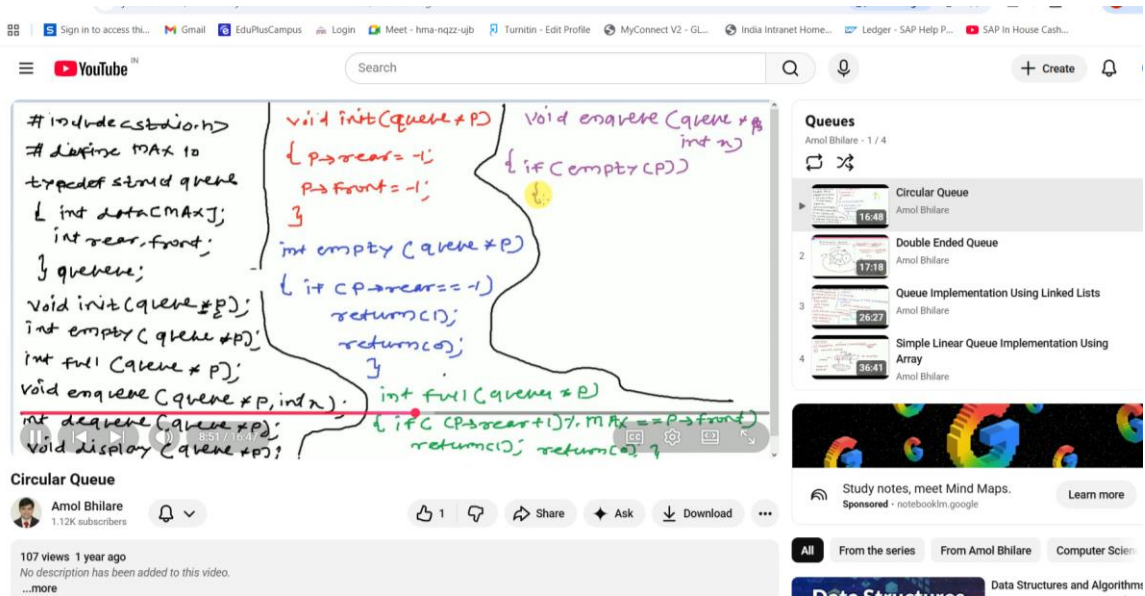 Sign in to access thi...
Gmail
EduPlusCampus
Login
Meet - hma-nqzz-ujb
Turnitin - Edit Profile
MyConnect V2 - GL...
India Intranet Home...
Ledger - SAP Help P...
SAP In House Cash...
YouTube IN
Search
Create
#include<stdio.h>
#define MAX 10
typedef struct queue
{ int data[MAX];
int rear, front;
} queue;
void init(queue *p);
int empty(queue *p);
int full (queue *p);
void enqueue(queue *p, int x);
int dequeue(queue *p);
void display(queue *p);
void init(queue *p)
{ p→rear = -1;
p→front = -1;
}
int empty (queue *p)
{ if (p→rear == -1)
return(1);
return(0);
}
int full (queue *p)
{ if( (p→rear+1)%MAX == p→front)
return(1); return(0); }
void enqueue (queue *p,
int x)
{ if (empty(p))
{
8:51 / 16:47
CC
Circular Queue
Amol Bhilare
1.12K subscribers
1
Share
Ask
Download
107 views 1 year ago
No description has been added to this video.
...more
Queues
Amol Bhilare - 1 / 4
16:48
Circular Queue
Amol Bhilare
2
17:18
Double Ended Queue
Amol Bhilare
3
26:27
Queue Implementation Using Linked Lists
Amol Bhilare
4
36:41
Simple Linear Queue Implementation Using
Array
Amol Bhilare
Study notes, meet Mind Maps.
Sponsored · notebooklm.google
Learn more
All
From the series
From Amol Bhilare
Computer Scien
Data Structures
Data Structures and Algorithms